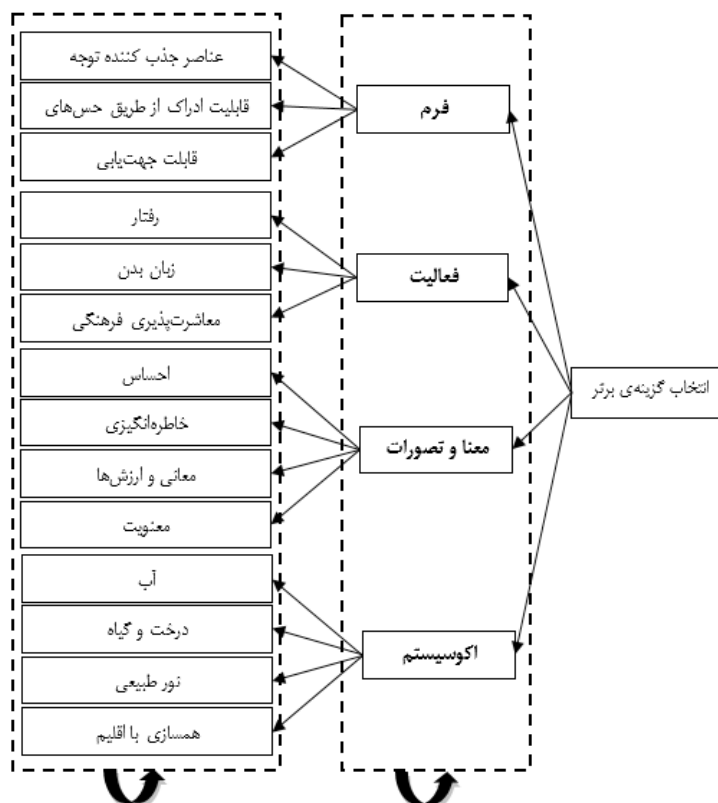 انتخاب گزینه‌ی برتر
فرم
عناصر جذب کننده توجه
قابلیت ادراک از طریق حس‌های
قابلت جهت‌یابی
فعالیت
رفتار
زبان بدن
معاشرت‌پذیری فرهنگی
معنا و تصورات
احساس
خاطره‌انگیزی
معانی و ارزش‌ها
معنویت
اکوسیستم
آب
درخت و گیاه
نور طبیعی
همسازی با اقلیم